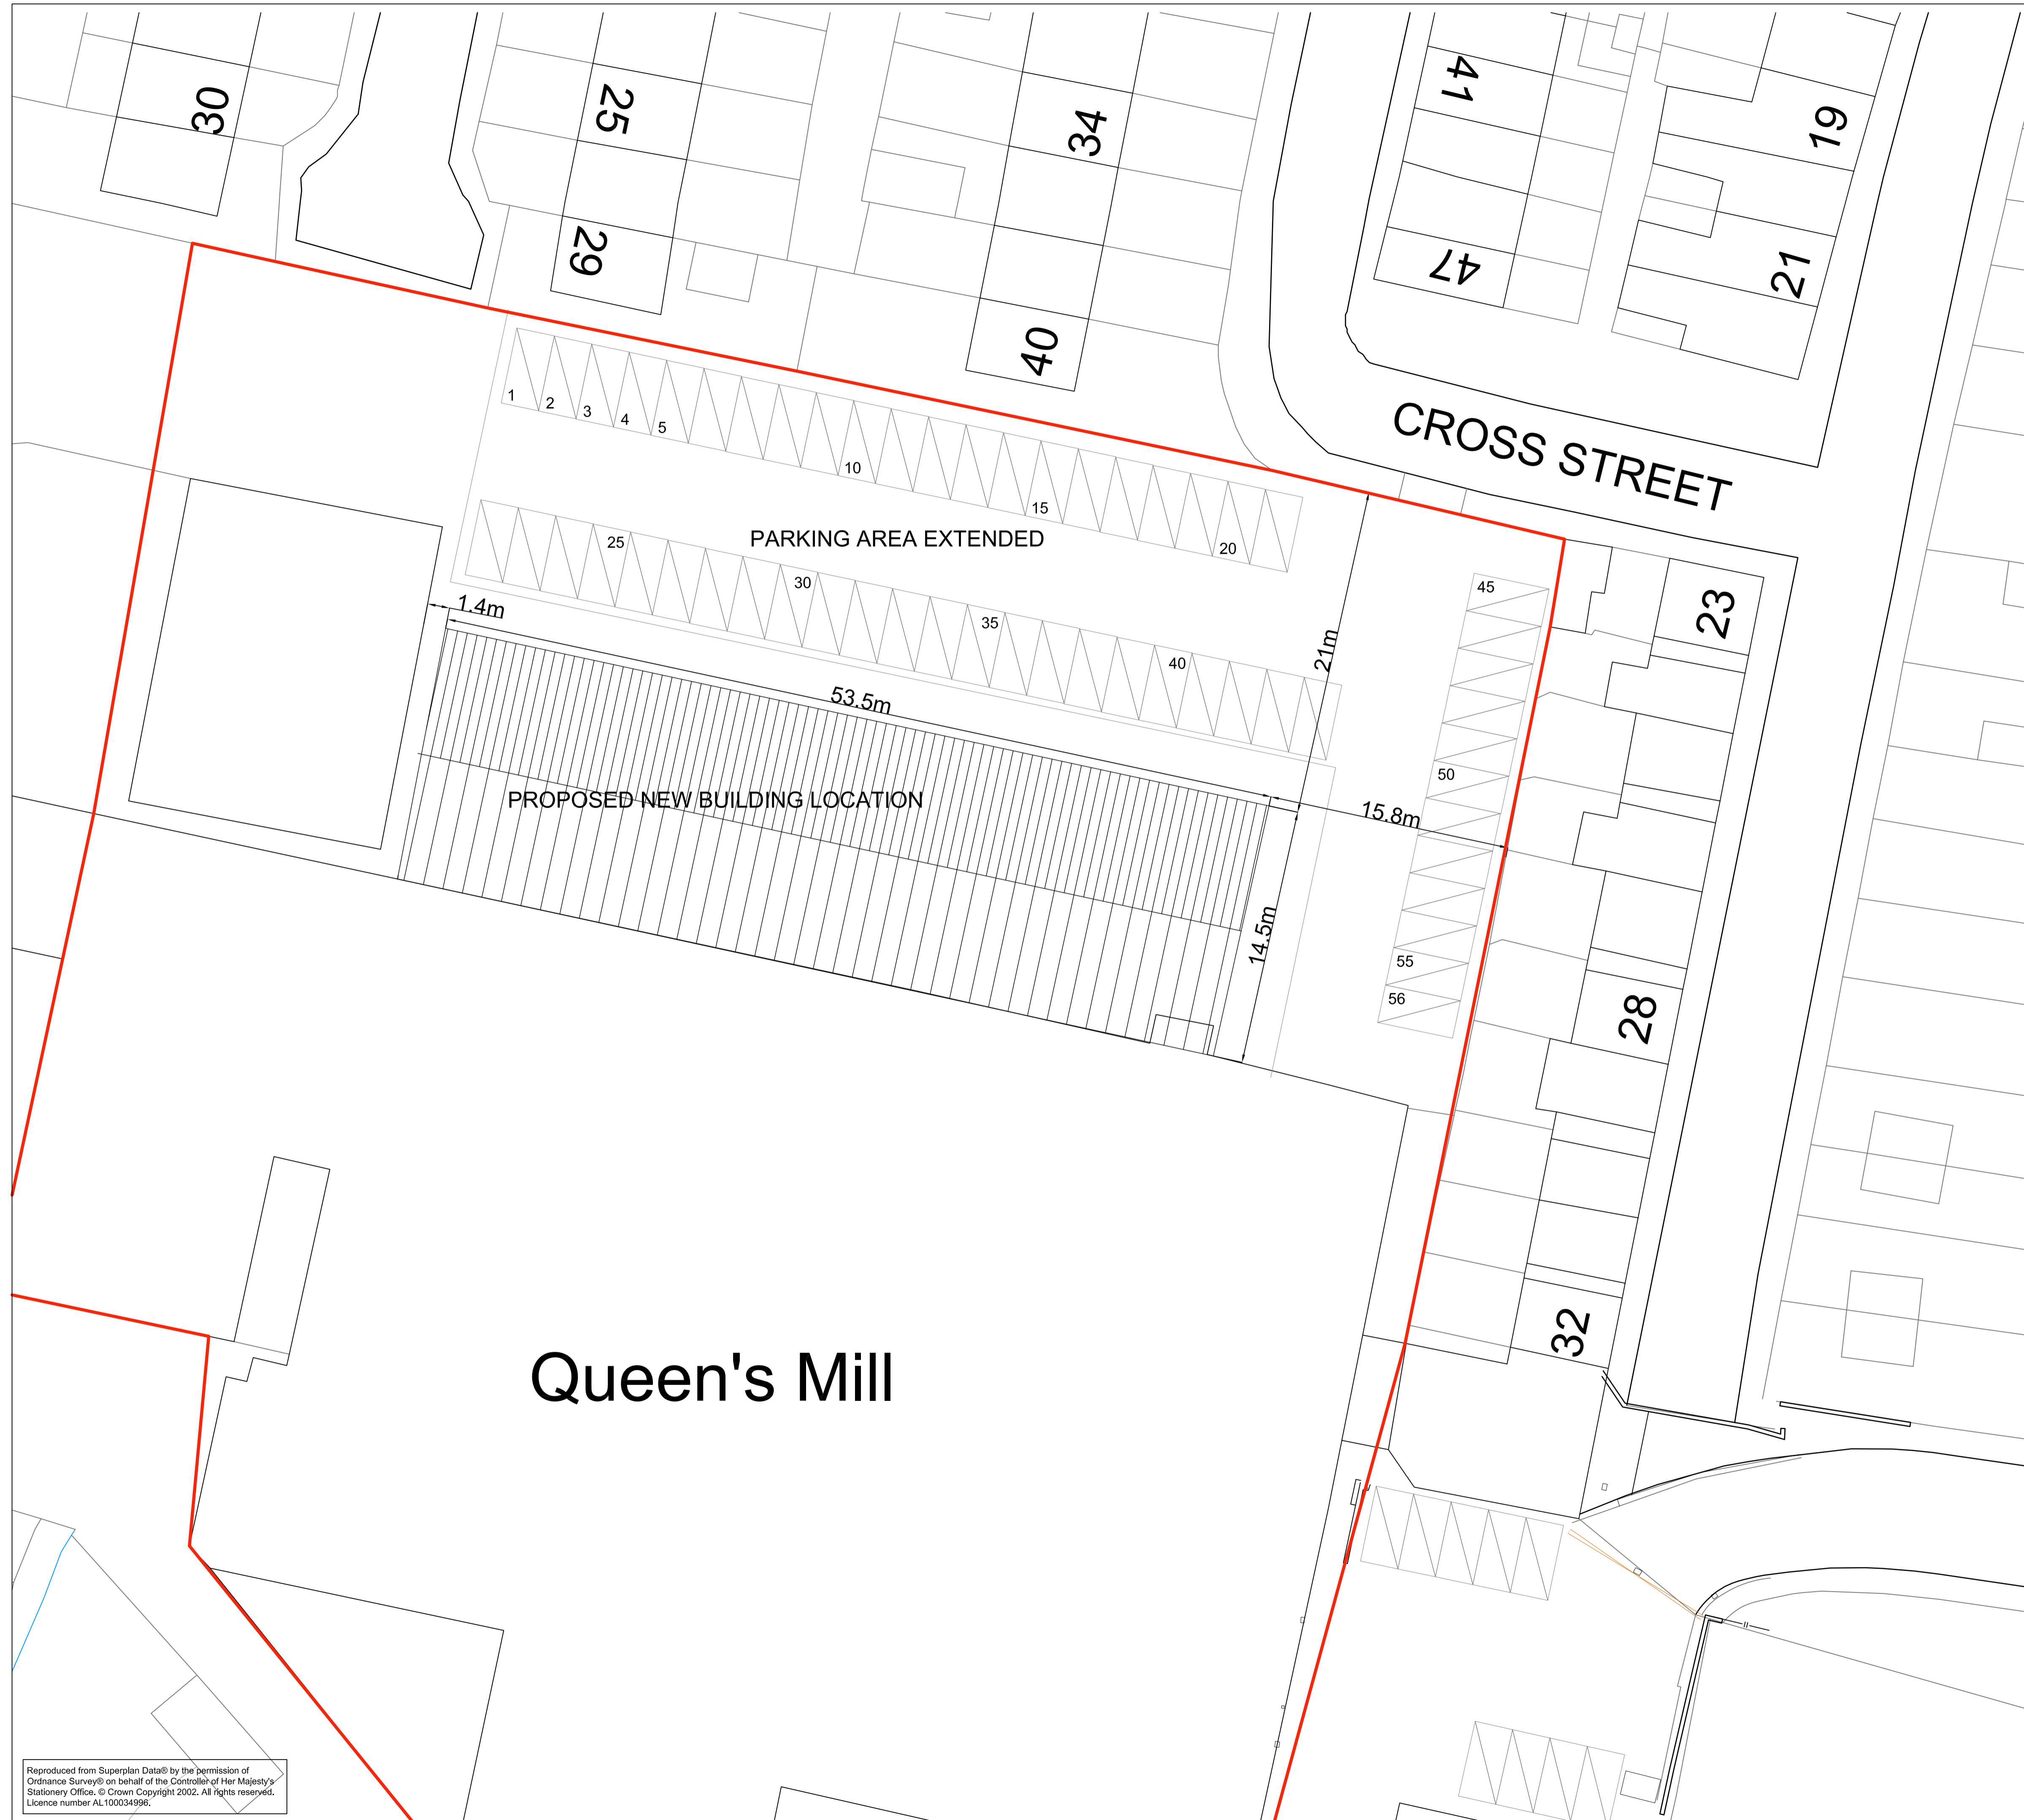 30
25
29
34
40
41
47
19
21
CROSS STREET
1
2
3
4
5
10
15
20
PARKING AREA EXTENDED
25
30
35
40
45
50
55
56
1.4m
53.5m
21m
15.8m
14.5m
PROPOSED NEW BUILDING LOCATION
23
28
32
Queen's Mill
Reproduced from Superplan Data® by the permission of
Ordnance Survey® on behalf of the Controller of Her Majesty's
Stationery Office. © Crown Copyright 2002. All rights reserved.
Licence number AL100034996.